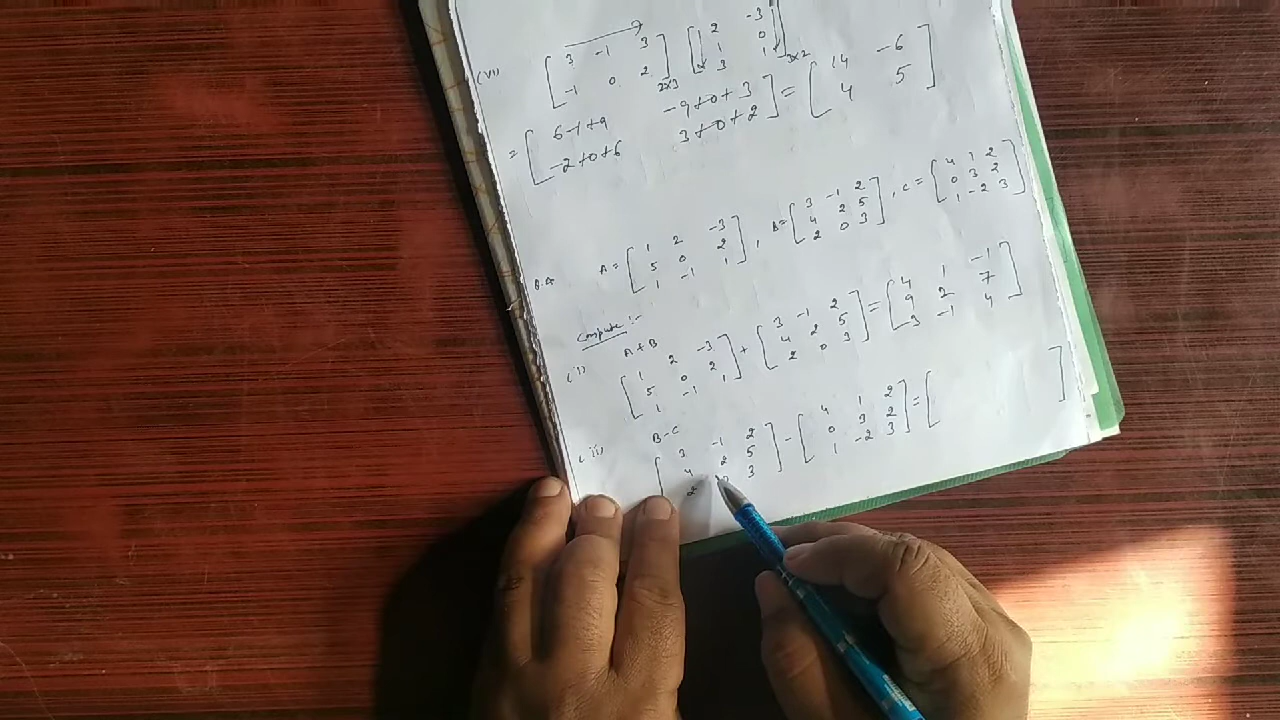 (vi) [ 3 -1 3 ] [ 2 -3 ]
[ -1 0 2 ]2x3 [ 1 0 ]
[ 3 1 ]3x2
= [ 6-1+9 -9+0+3 ] = [ 14 -6 ]
[ -2+0+6 3+0+2 ] [ 4 5 ]
A = [ 1 2 -3 ], B = [ 3 -1 2 ], C = [ 4 1 2 ]
[ 5 0 2 ] [ 4 2 5 ] [ 0 3 2 ]
[ 1 -1 1 ] [ 2 0 3 ] [ 1 -2 3 ]
Compute :-
(i) A+B
[ 1 2 -3 ] + [ 3 -1 2 ] = [ 4 1 -1 ]
[ 5 0 2 ] [ 4 2 5 ] [ 9 2 7 ]
[ 1 -1 1 ] [ 2 0 3 ] [ 3 -1 4 ]
(ii) B-C
[ 3 -1 2 ] - [ 4 1 2 ] = [ ]
[ 4 2 5 ] [ 0 3 2 ]
[ 2 0 3 ] [ 1 -2 3 ]